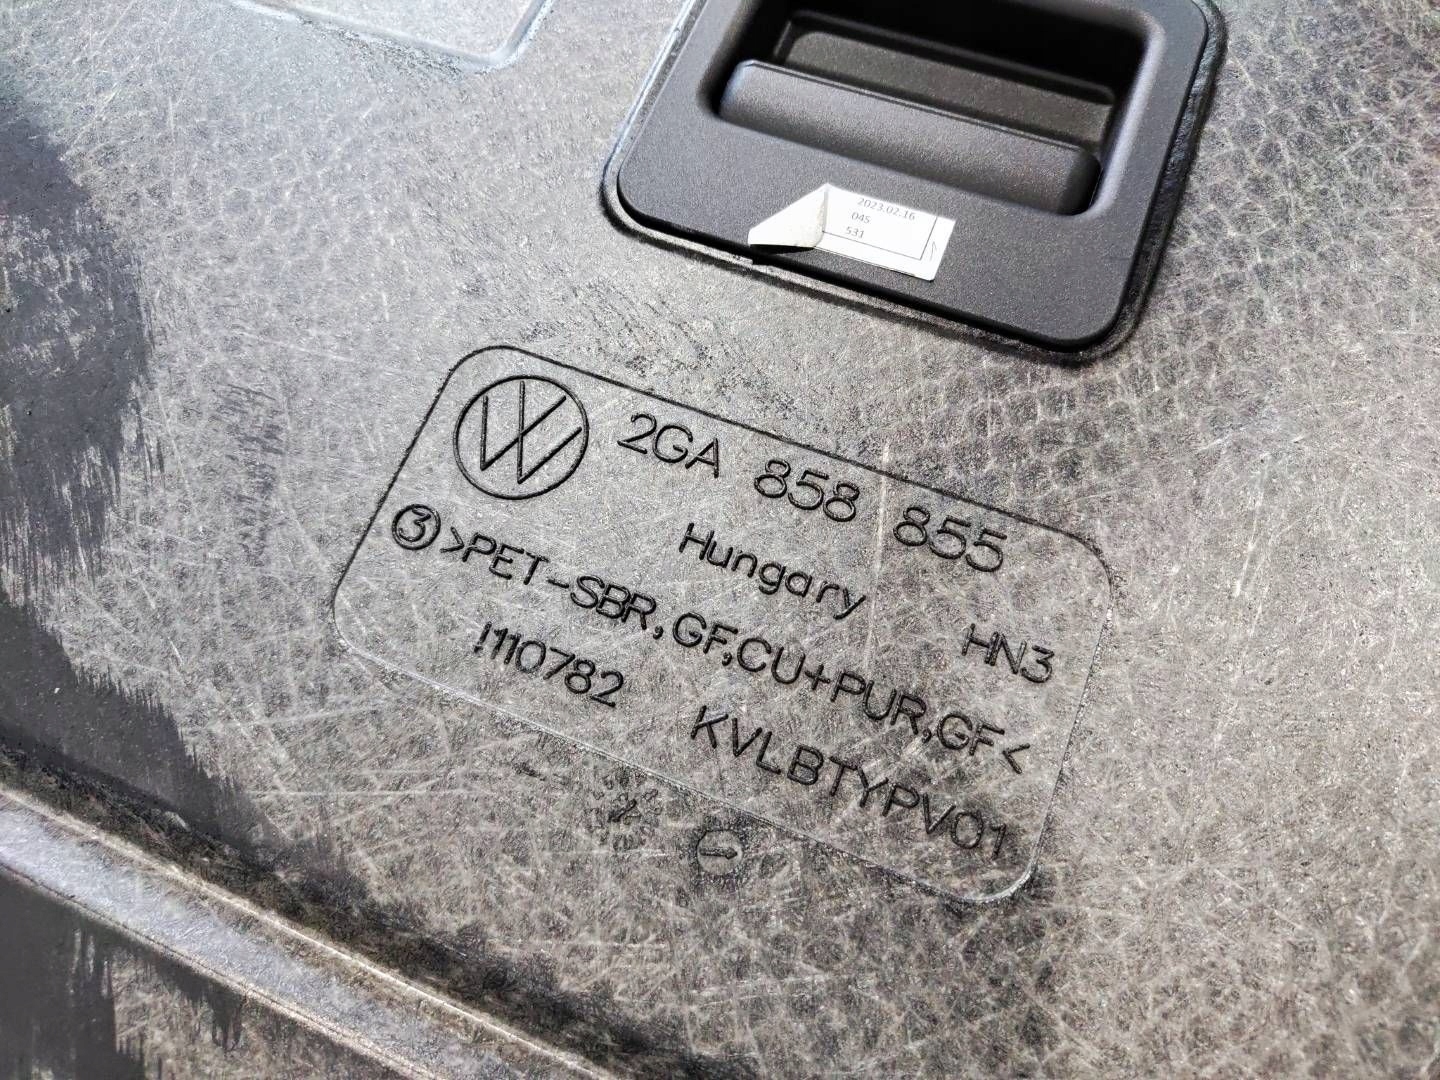 2023.02.16
045
531
VW 2GA 858 855
Hungary HN3
3 >PET-SBR,GF,CU+PUR,GF<
!110782 KVLBTYPV01